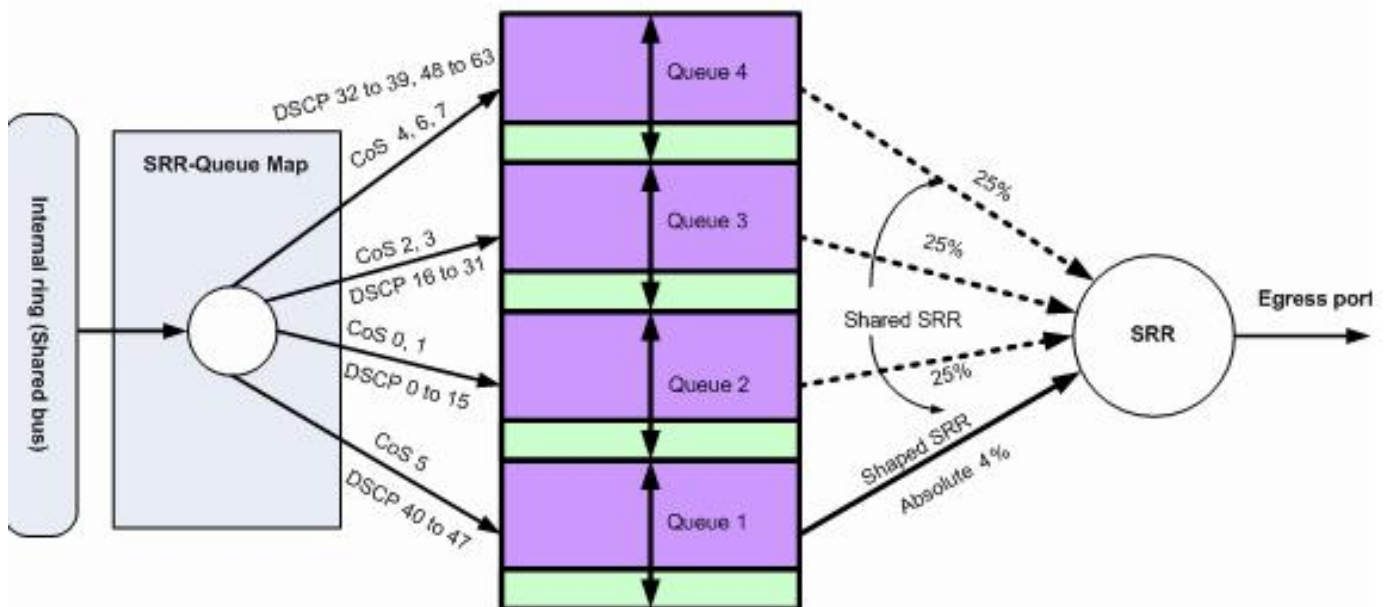 Internal ring (Shared bus)
SRR-Queue Map
DSCP 32 to 39, 48 to 63
CoS 4, 6, 7
CoS 2, 3
DSCP 16 to 31
CoS 0, 1
DSCP 0 to 15
CoS 5
DSCP 40 to 47
Queue 4
Queue 3
Queue 2
Queue 1
25%
25%
Shared SRR
25%
Shaped SRR
Absolute 4%
SRR
Egress port